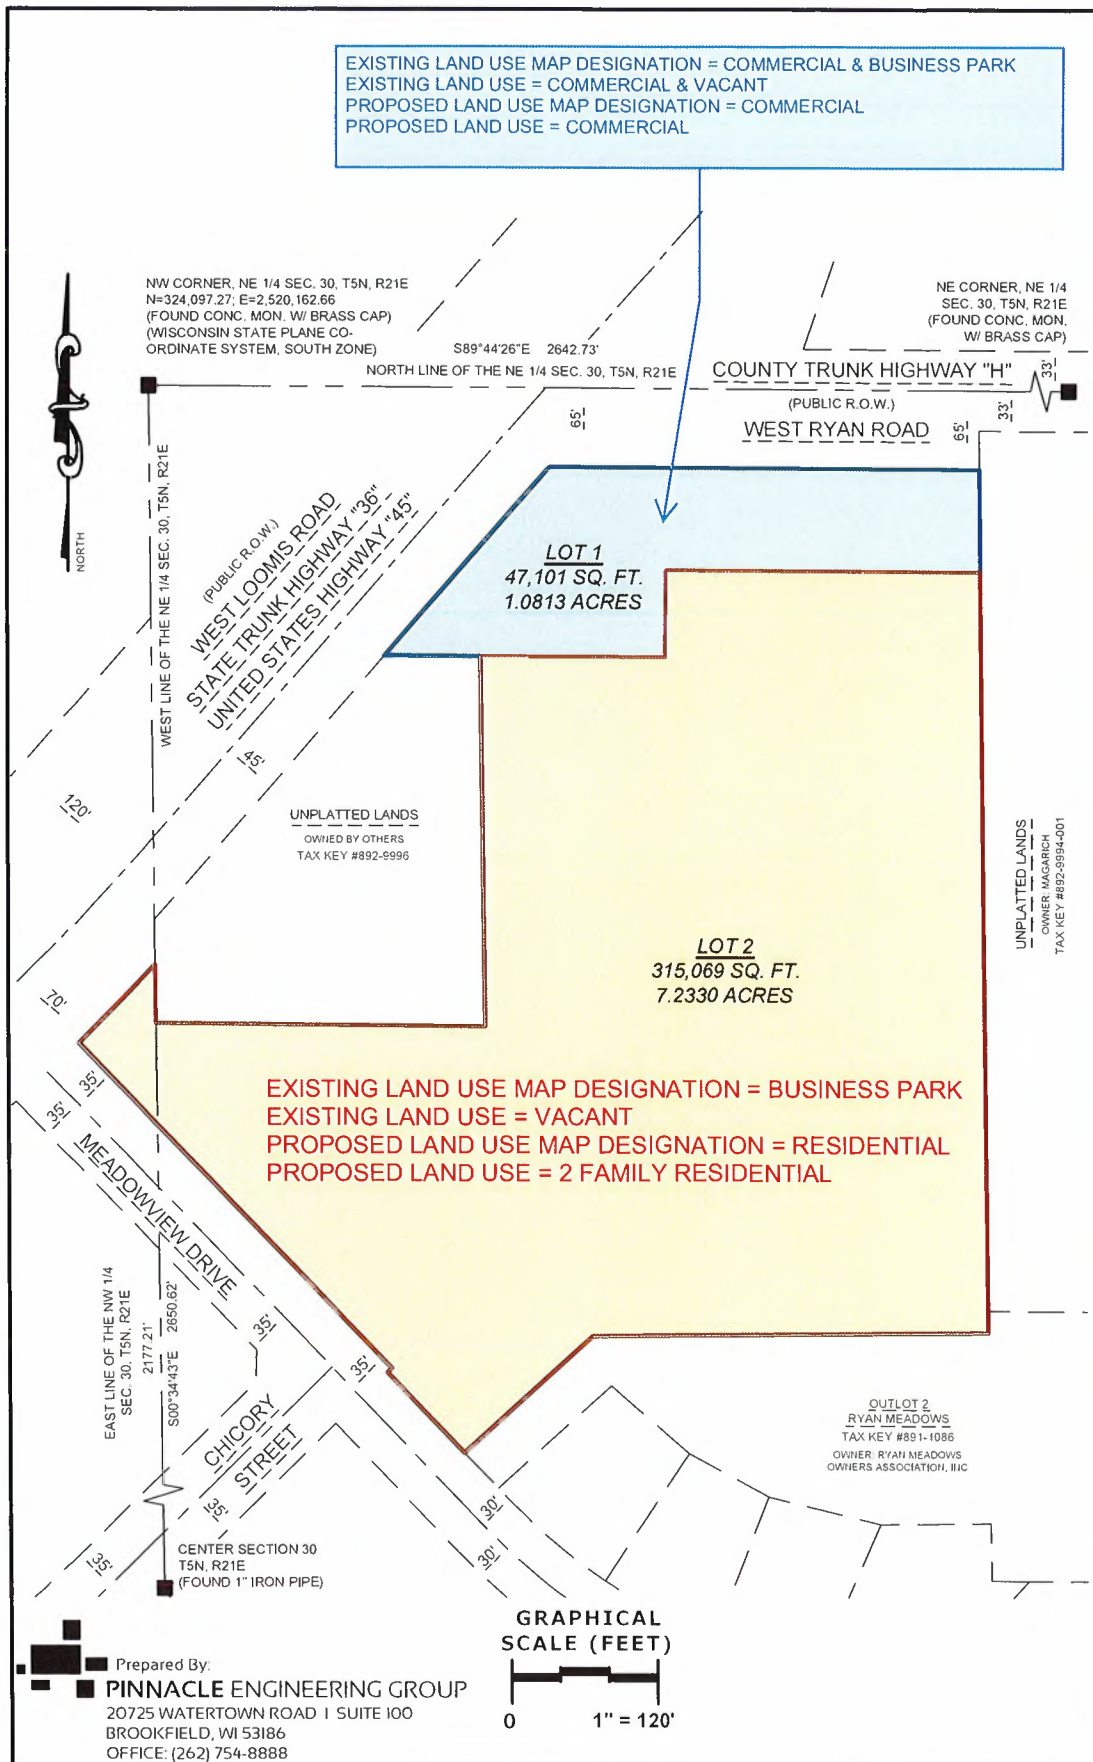 EXISTING LAND USE MAP DESIGNATION = COMMERCIAL & BUSINESS PARK
EXISTING LAND USE = COMMERCIAL & VACANT
PROPOSED LAND USE MAP DESIGNATION = COMMERCIAL
PROPOSED LAND USE = COMMERCIAL
NW CORNER, NE 1/4 SEC. 30, T5N, R21E
N=324,097.27; E=2,520,162.66
(FOUND CONC. MON. W/ BRASS CAP)
(WISCONSIN STATE PLANE CO-
ORDINATE SYSTEM, SOUTH ZONE)
S89°44'26"E 2642.73'
NORTH LINE OF THE NE 1/4 SEC. 30, T5N, R21E
NE CORNER, NE 1/4
SEC. 30, T5N, R21E
(FOUND CONC. MON.
W/ BRASS CAP)
COUNTY TRUNK HIGHWAY "H"
(PUBLIC R.O.W.)
WEST RYAN ROAD
33'
33'
65'
65'
NORTH
WEST LINE OF THE NE 1/4 SEC. 30, T5N, R21E
(PUBLIC R.O.W.)
WEST LOOMIS ROAD
STATE TRUNK HIGHWAY "36"
UNITED STATES HIGHWAY "45"
LOT 1
47,101 SQ. FT.
1.0813 ACRES
45'
120'
UNPLATTED LANDS
OWNED BY OTHERS
TAX KEY #892-9996
UNPLATTED LANDS
OWNER: MAGARICH
TAX KEY #892-9994-001
LOT 2
315,069 SQ. FT.
7.2330 ACRES
70'
35'
35'
EXISTING LAND USE MAP DESIGNATION = BUSINESS PARK
EXISTING LAND USE = VACANT
PROPOSED LAND USE MAP DESIGNATION = RESIDENTIAL
PROPOSED LAND USE = 2 FAMILY RESIDENTIAL
MEADOWVIEW DRIVE
EAST LINE OF THE NW 1/4
SEC. 30, T5N, R21E
2177.21'
S00°34'43"E 2650.62'
35'
35'
CHICORY
STREET
35'
35'
30'
30'
OUTLOT 2
RYAN MEADOWS
TAX KEY #891-1086
OWNER: RYAN MEADOWS
OWNERS ASSOCIATION, INC
CENTER SECTION 30
T5N, R21E
(FOUND 1" IRON PIPE)
GRAPHICAL
SCALE (FEET)
0 1" = 120'
Prepared By:
PINNACLE ENGINEERING GROUP
20725 WATERTOWN ROAD | SUITE 100
BROOKFIELD, WI 53186
OFFICE: (262) 754-8888